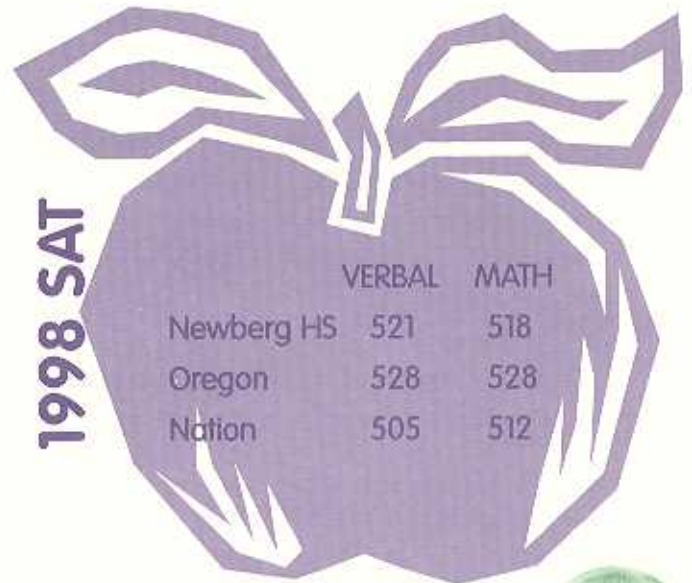 1998 SAT
VERBAL MATH
Newberg HS 521 518
Oregon 528 528
Nation 505 512